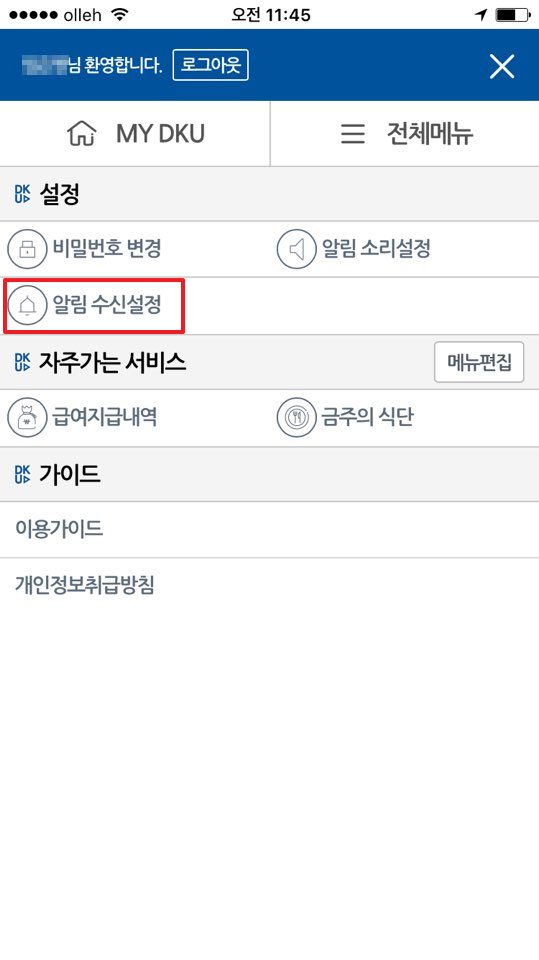 olleh 오전 11:45
님 환영합니다. 로그아웃
MY DKU 전체메뉴
DKU 설정
비밀번호 변경 알림 소리설정
알림 수신설정
DKU 자주가는 서비스 메뉴편집
급여지급내역 금주의 식단
DKU 가이드
이용가이드
개인정보취급방침